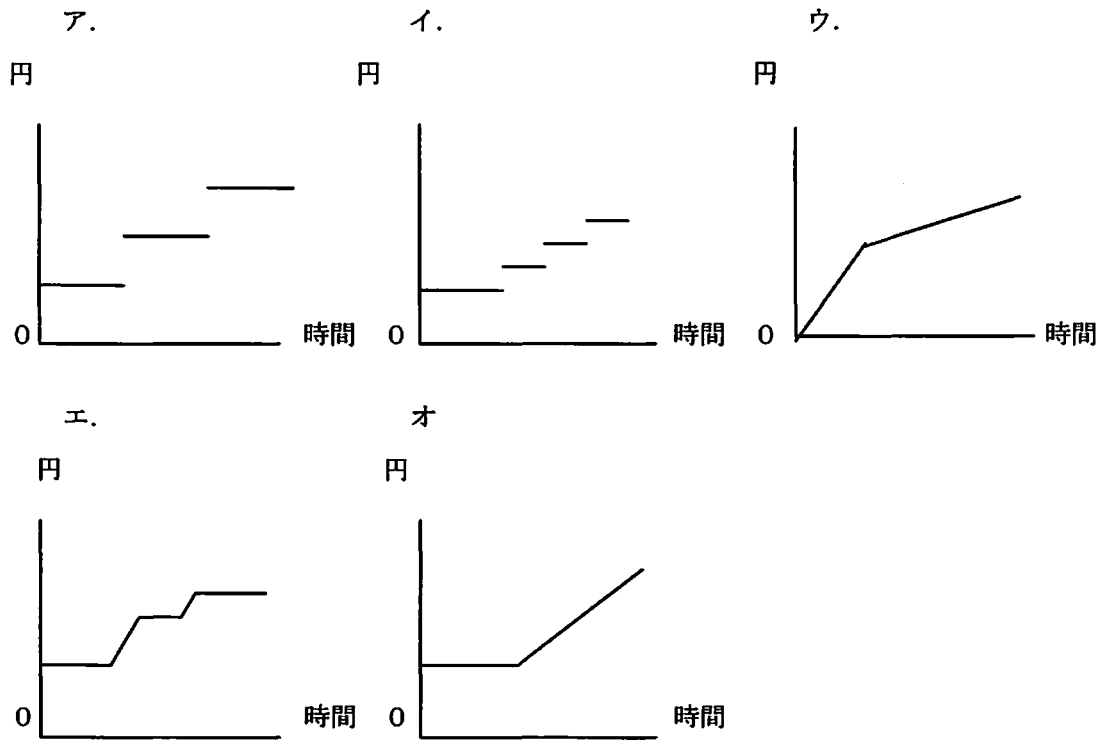 ア. イ. ウ.
円 円 円
0 時間 0 時間 0 時間
エ. オ
円 円
0 時間 0 時間